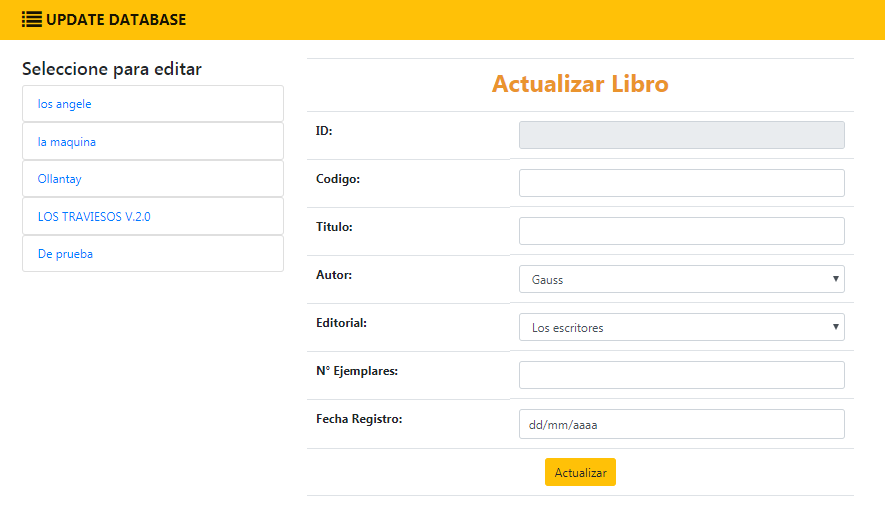 UPDATE DATABASE
Seleccione para editar
los angele
la maquina
Ollantay
LOS TRAVIESOS V.2.0
De prueba
Actualizar Libro
ID:
Codigo:
Titulo:
Autor: Gauss
Editorial: Los escritores
N° Ejemplares:
Fecha Registro: dd/mm/aaaa
Actualizar